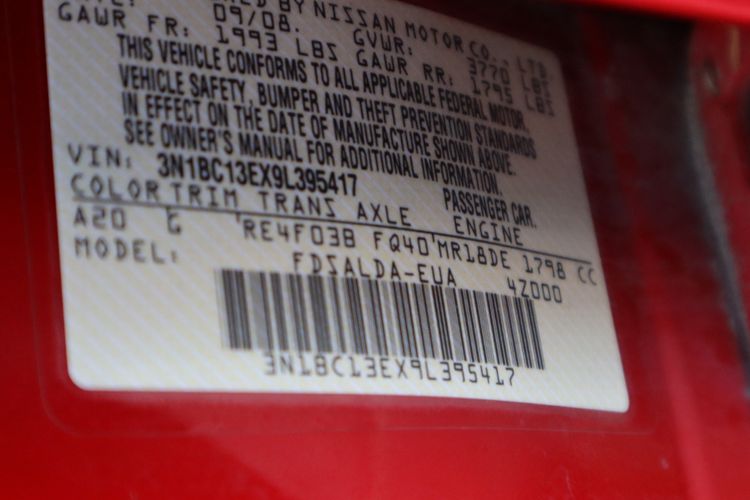 BY NISSAN MOTOR CO., LTD.
09/08. GVWR: 3770 LBS
GAWR FR: 1993 LBS GAWR RR: 1795 LBS
THIS VEHICLE CONFORMS TO ALL APPLICABLE FEDERAL MOTOR
VEHICLE SAFETY, BUMPER AND THEFT PREVENTION STANDARDS
IN EFFECT ON THE DATE OF MANUFACTURE SHOWN ABOVE.
SEE OWNER'S MANUAL FOR ADDITIONAL INFORMATION.
VIN: 3N1BC13EX9L395417 PASSENGER CAR.
COLOR TRIM TRANS AXLE ENGINE
A20 G RE4F03B FQ40 MR18DE 1798 CC
MODEL: FDSALDA-EUA 4Z000
3N1BC13EX9L395417